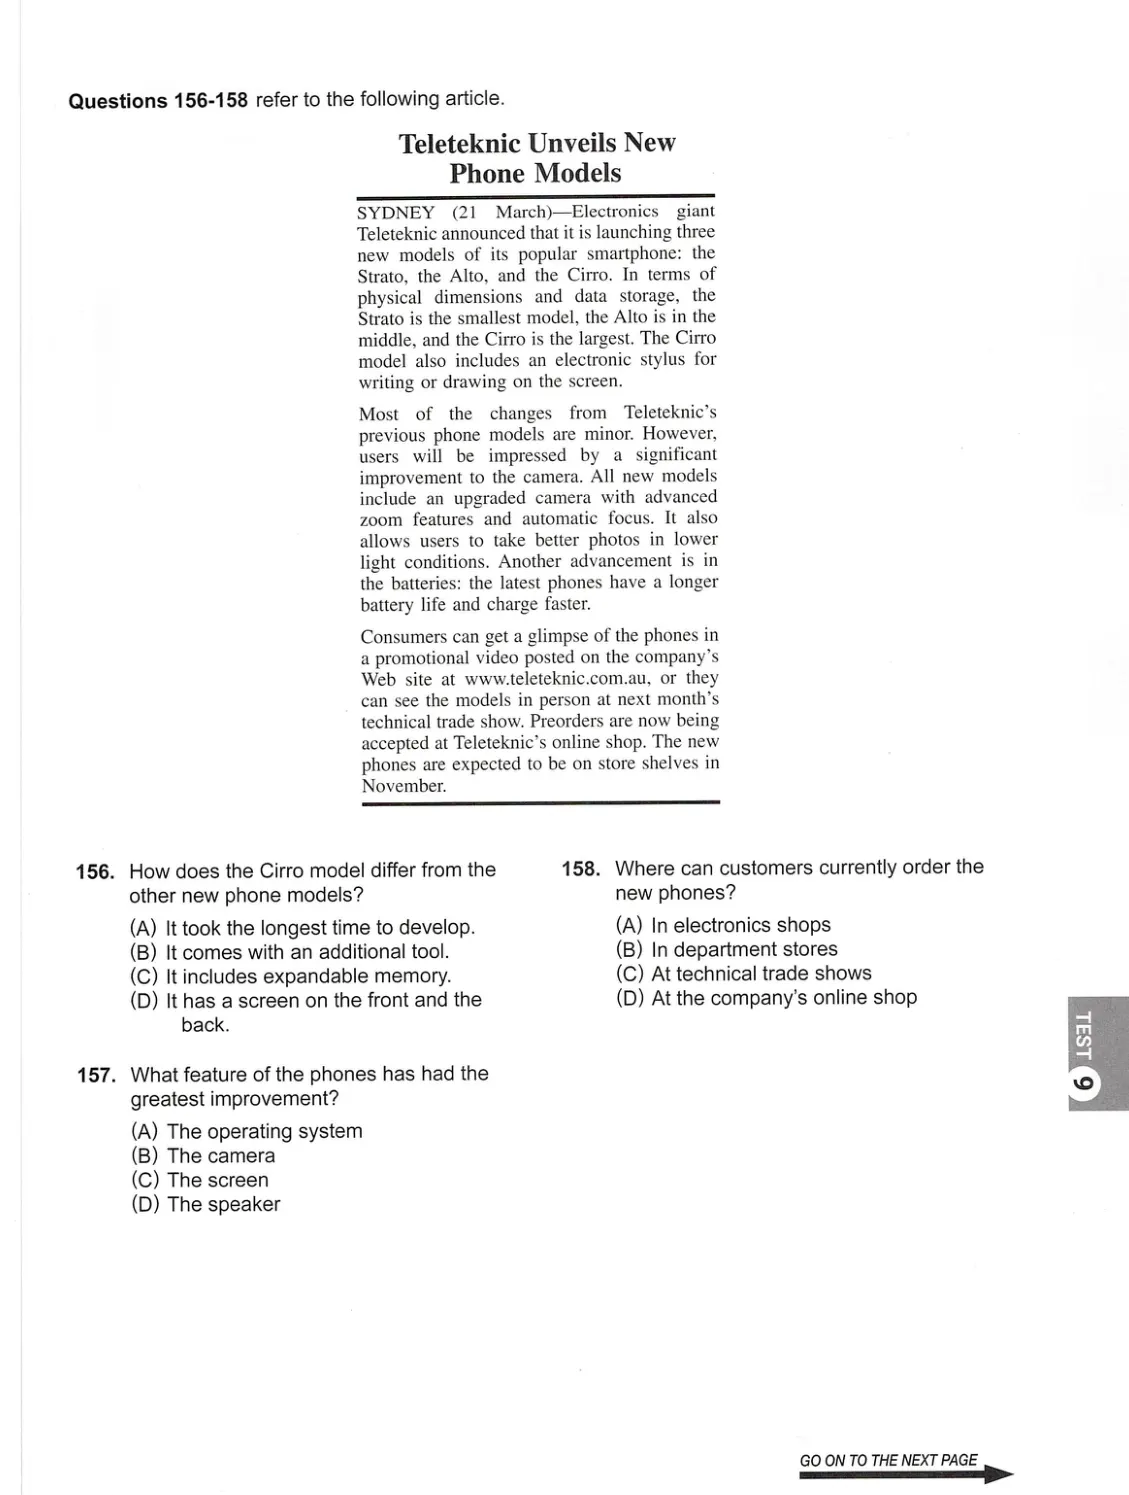 Questions 156-158 refer to the following article.
Teleteknic Unveils New
Phone Models
SYDNEY (21 March)—Electronics giant
Teleteknic announced that it is launching three
new models of its popular smartphone: the
Strato, the Alto, and the Cirro. In terms of
physical dimensions and data storage, the
Strato is the smallest model, the Alto is in the
middle, and the Cirro is the largest. The Cirro
model also includes an electronic stylus for
writing or drawing on the screen.
Most of the changes from Teleteknic's
previous phone models are minor. However,
users will be impressed by a significant
improvement to the camera. All new models
include an upgraded camera with advanced
zoom features and automatic focus. It also
allows users to take better photos in lower
light conditions. Another advancement is in
the batteries: the latest phones have a longer
battery life and charge faster.
Consumers can get a glimpse of the phones in
a promotional video posted on the company's
Web site at www.teleteknic.com.au, or they
can see the models in person at next month's
technical trade show. Preorders are now being
accepted at Teleteknic's online shop. The new
phones are expected to be on store shelves in
November.
156. How does the Cirro model differ from the
other new phone models?
(A) It took the longest time to develop.
(B) It comes with an additional tool.
(C) It includes expandable memory.
(D) It has a screen on the front and the
back.
157. What feature of the phones has had the
greatest improvement?
(A) The operating system
(B) The camera
(C) The screen
(D) The speaker
158. Where can customers currently order the
new phones?
(A) In electronics shops
(B) In department stores
(C) At technical trade shows
(D) At the company's online shop
TEST 9
GO ON TO THE NEXT PAGE